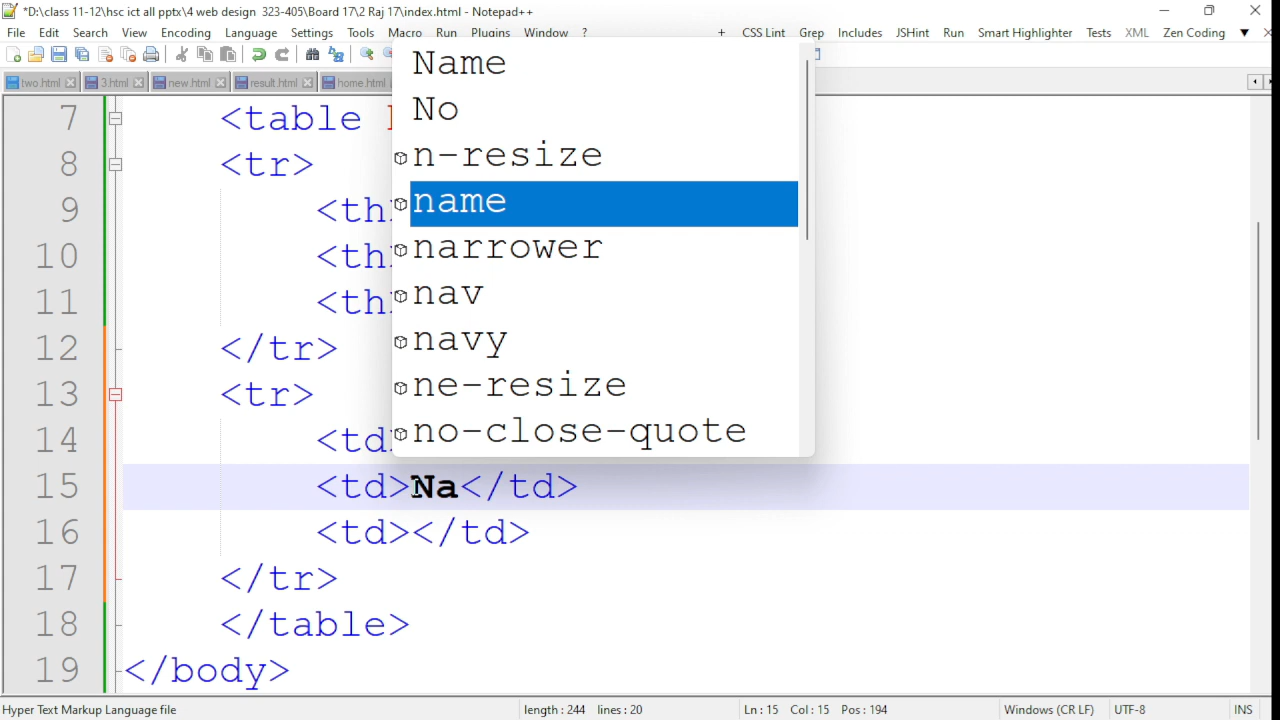 *D:\class 11-12\hsc ict all pptx\4 web design 323-405\Board 17\2 Raj 17\index.html - Notepad++
File Edit Search View Encoding Language Settings Tools Macro Run Plugins Window ? + CSS Lint Grep Includes JSHint Run Smart Highlighter Tests XML Zen Coding
two.html 3.html new.html result.html home.html
Name
No
n-resize
name
narrower
nav
navy
ne-resize
no-close-quote
7 <table
8 <tr>
9 <th
10 <th
11 <th
12 </tr>
13 <tr>
14 <td
15 <td>Na</td>
16 <td></td>
17 </tr>
18 </table>
19 </body>
Hyper Text Markup Language file length : 244 lines : 20 Ln : 15 Col : 15 Pos : 194 Windows (CR LF) UTF-8 INS